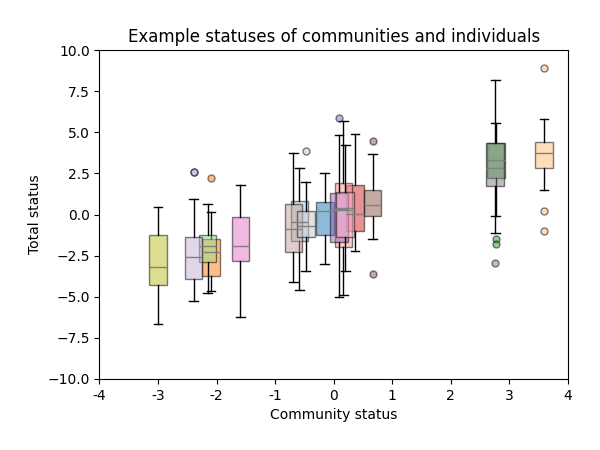 Example statuses of communities and individuals
10.0
7.5
5.0
2.5
0.0
−2.5
−5.0
−7.5
−10.0
Total status
-4 -3 -2 -1 0 1 2 3 4
Community status